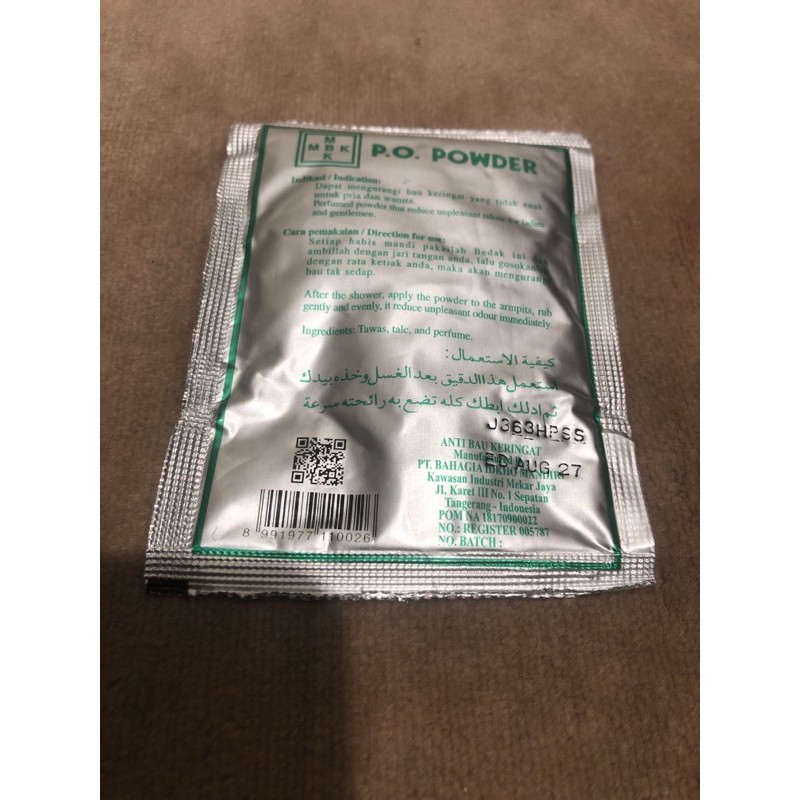 M
M B K
K
P.O. POWDER
Indikasi / Indication:
Dapat mengurangi bau keringat yang tidak enak
untuk pria dan wanita.
Perfumed powder that reduce unpleasant odour for ladies
and gentlemen.
Cara pemakaian / Direction for use:
Setiap habis mandi pakailah Bedak ini
ambillah dengan jari tangan anda, lalu gosokanlah
dengan rata ketiak anda, maka akan mengurangi
bau tak sedap.
After the shower, apply the powder to the armpits, rub
gently and evenly, it reduce unpleasant odour immediately.
Ingredients: Tawas, talc, and perfume.
كيفية الاستعمال:
استعمل هذا الدقيق بعد الغسل وخذه بيدك
ثم ادلك ابطك كله تضع به رائحته سرعة
J363HPSS
ED AUG 27
ANTI BAU KERINGAT
PT. BAHAGIA IDKHO MANDIRI
Kawasan Industri Mekar Jaya
Jl. Karet III No. 1 Sepatan
Tangerang - Indonesia
POM NA 18170900022
NO.: REGISTER 005787
NO. BATCH :
8 991977 110026